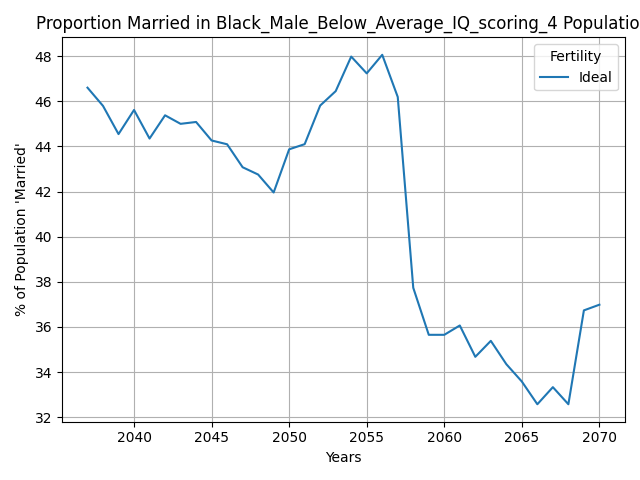 Proportion Married in Black_Male_Below_Average_IQ_scoring_4 Populatio
Fertility
Ideal
% of Population 'Married'
48
46
44
42
40
38
36
34
32
2040 2045 2050 2055 2060 2065 2070
Years